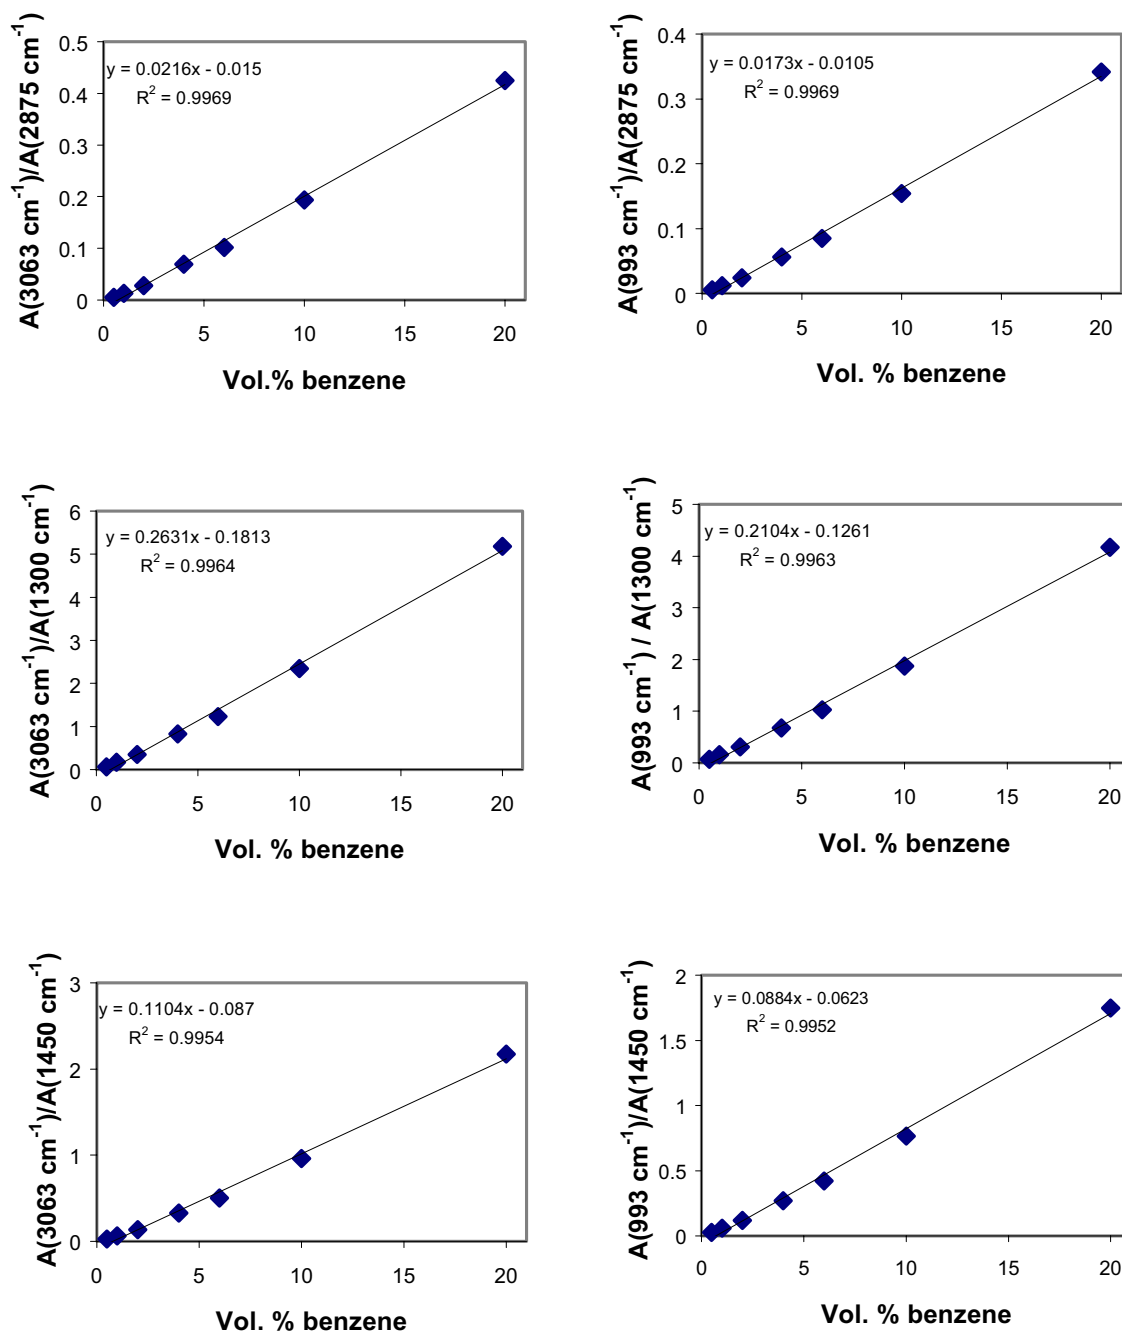 A(3063 cm⁻¹)/A(2875 cm⁻¹)
0.5
0.4
0.3
0.2
0.1
0
y = 0.0216x - 0.015
R² = 0.9969
0 5 10 15 20
Vol.% benzene
A(993 cm⁻¹)/A(2875 cm⁻¹)
0.4
0.3
0.2
0.1
0
y = 0.0173x - 0.0105
R² = 0.9969
0 5 10 15 20
Vol. % benzene
A(3063 cm⁻¹)/A(1300 cm⁻¹)
6
5
4
3
2
1
0
y = 0.2631x - 0.1813
R² = 0.9964
0 5 10 15 20
Vol. % benzene
A(993 cm⁻¹) / A(1300 cm⁻¹)
5
4
3
2
1
0
y = 0.2104x - 0.1261
R² = 0.9963
0 5 10 15 20
Vol. % benzene
A(3063 cm⁻¹)/A(1450 cm⁻¹)
3
2
1
0
y = 0.1104x - 0.087
R² = 0.9954
0 5 10 15 20
Vol. % benzene
A(993 cm⁻¹)/A(1450 cm⁻¹)
2
1.5
1
0.5
0
y = 0.0884x - 0.0623
R² = 0.9952
0 5 10 15 20
Vol. % benzene